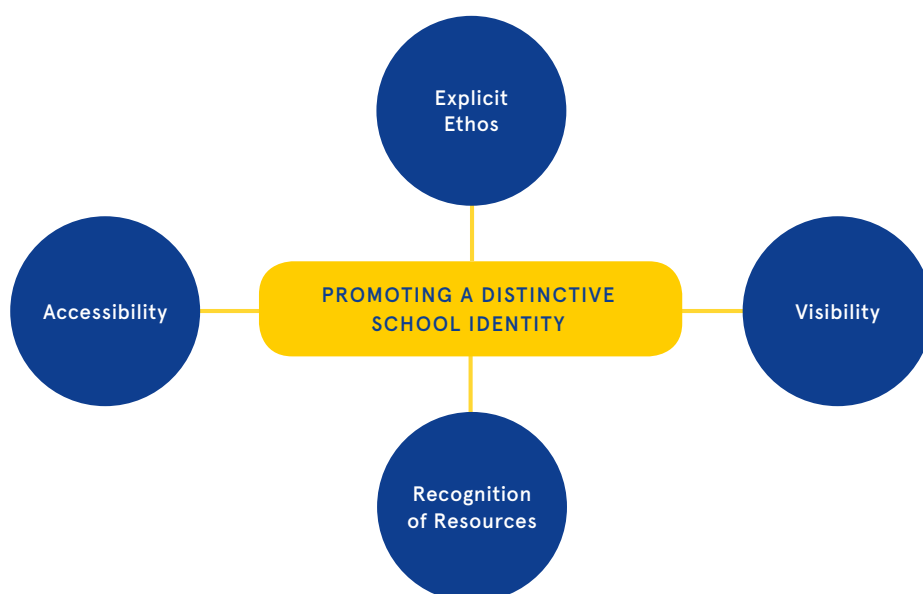 Explicit
Ethos
Accessibility
PROMOTING A DISTINCTIVE
SCHOOL IDENTITY
Visibility
Recognition
of Resources